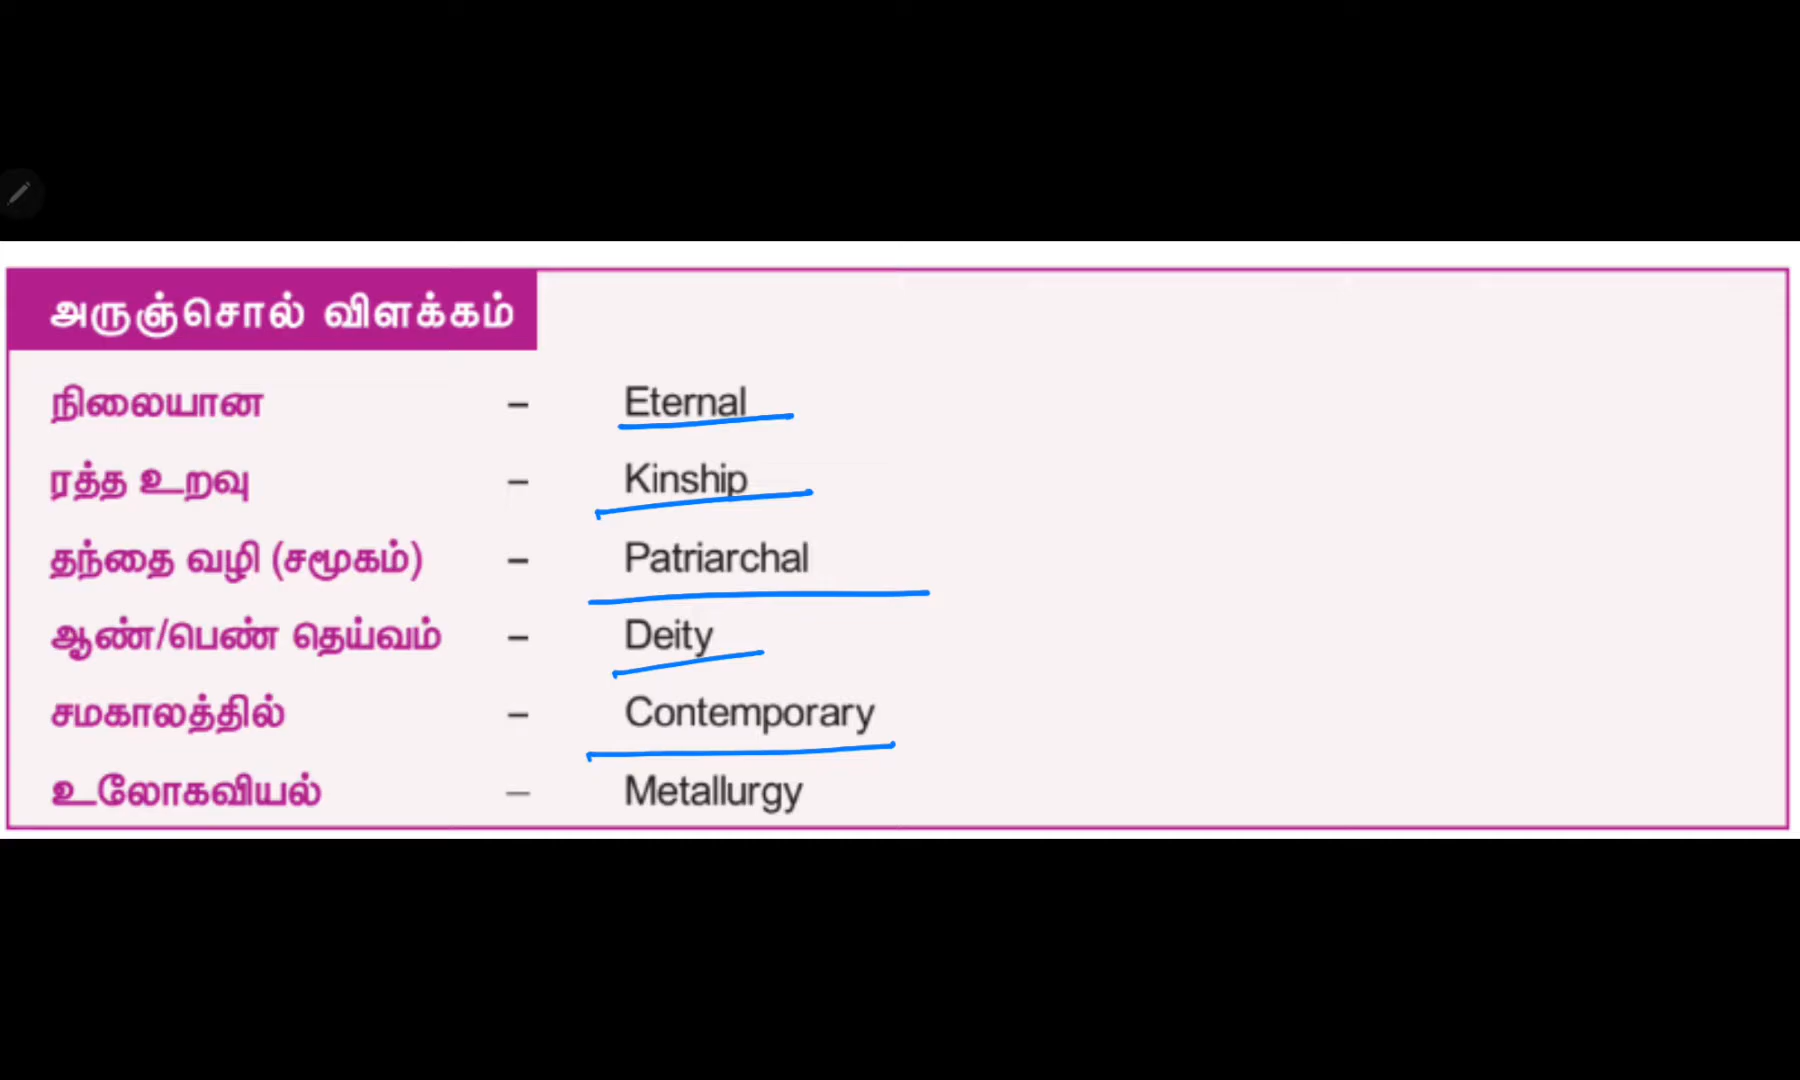 அருஞ்சொல் விளக்கம்
நிலையான – Eternal
ரத்த உறவு – Kinship
தந்தை வழி (சமூகம்) – Patriarchal
ஆண்/பெண் தெய்வம் – Deity
சமகாலத்தில் – Contemporary
உலோகவியல் – Metallurgy